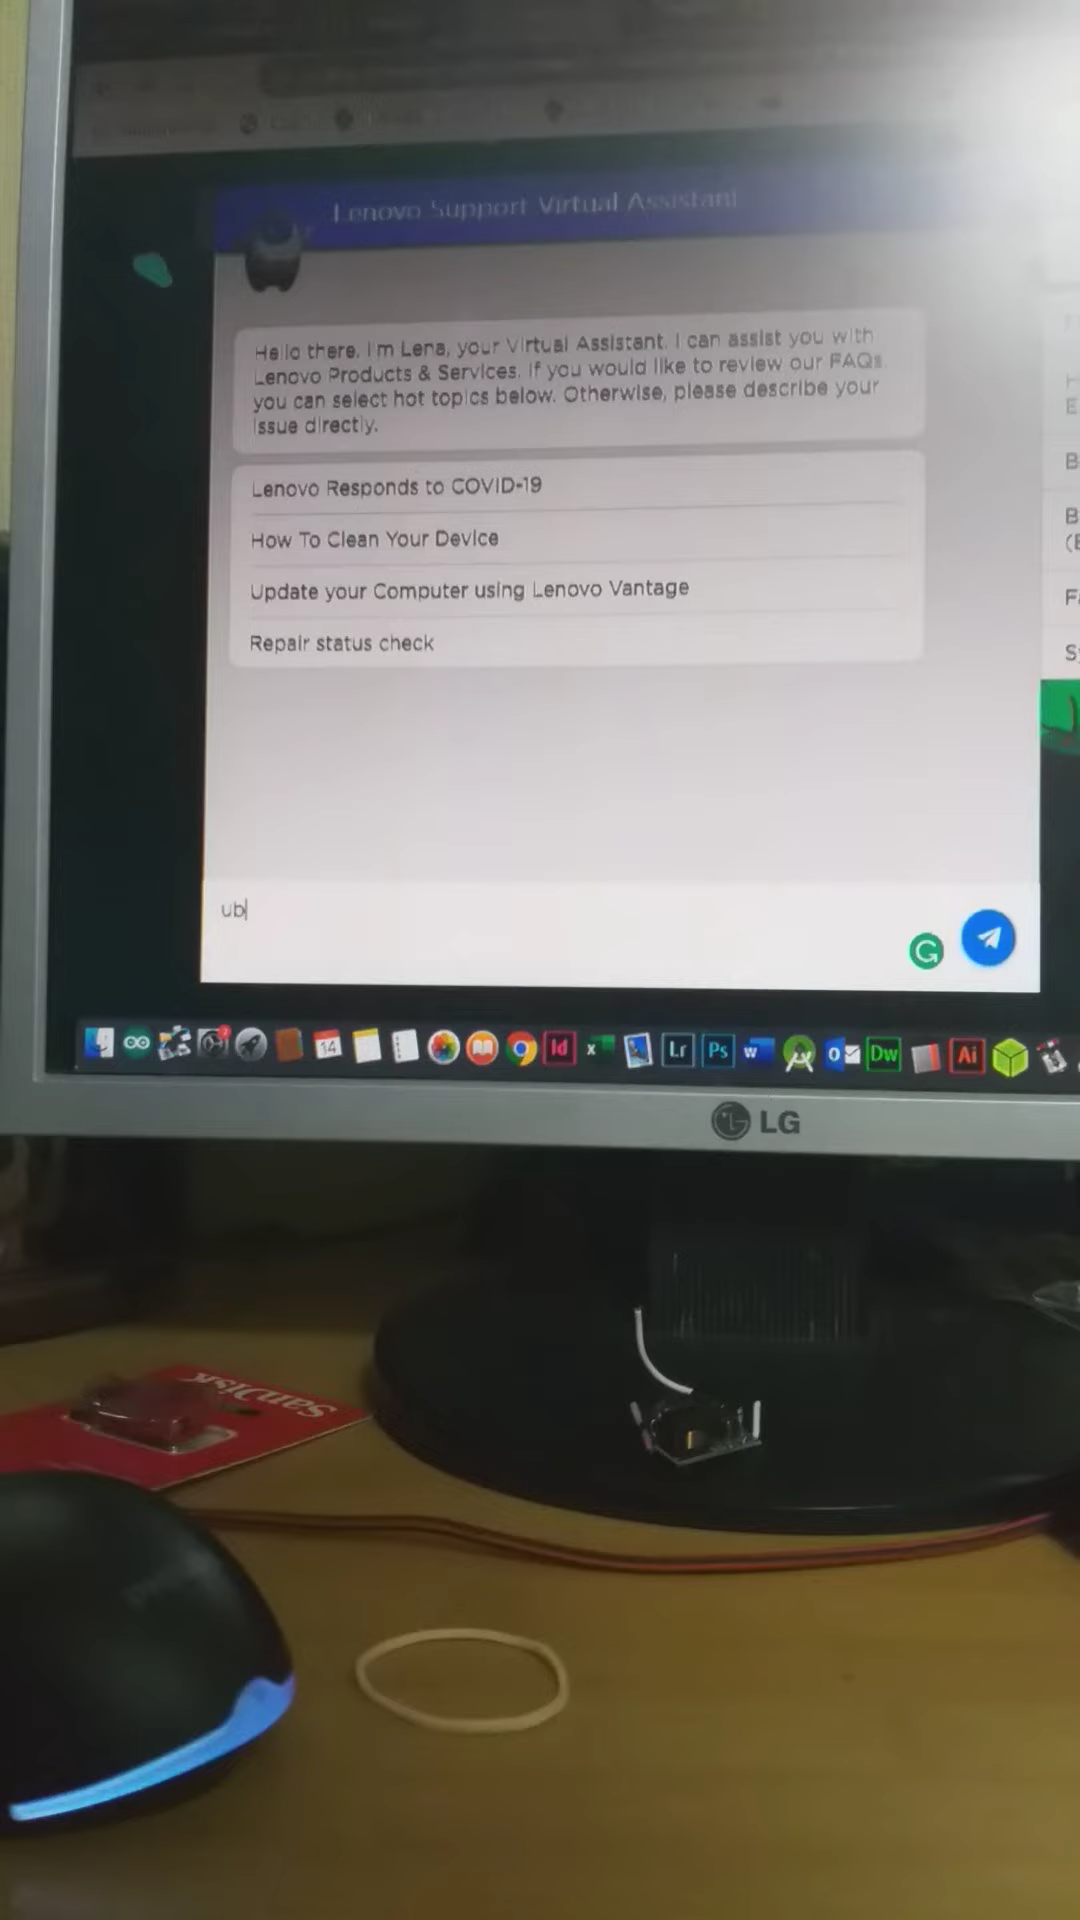 Lenovo Support Virtual Assistant
Hello there, I'm Lena, your Virtual Assistant. I can assist you with
Lenovo Products & Services. If you would like to review our FAQs
you can select hot topics below. Otherwise, please describe your
issue directly.
Lenovo Responds to COVID-19
How To Clean Your Device
Update your Computer using Lenovo Vantage
Repair status check
ub
14
Id
X
Lr
Ps
W
O
Dw
Ai
LG
SanDisk